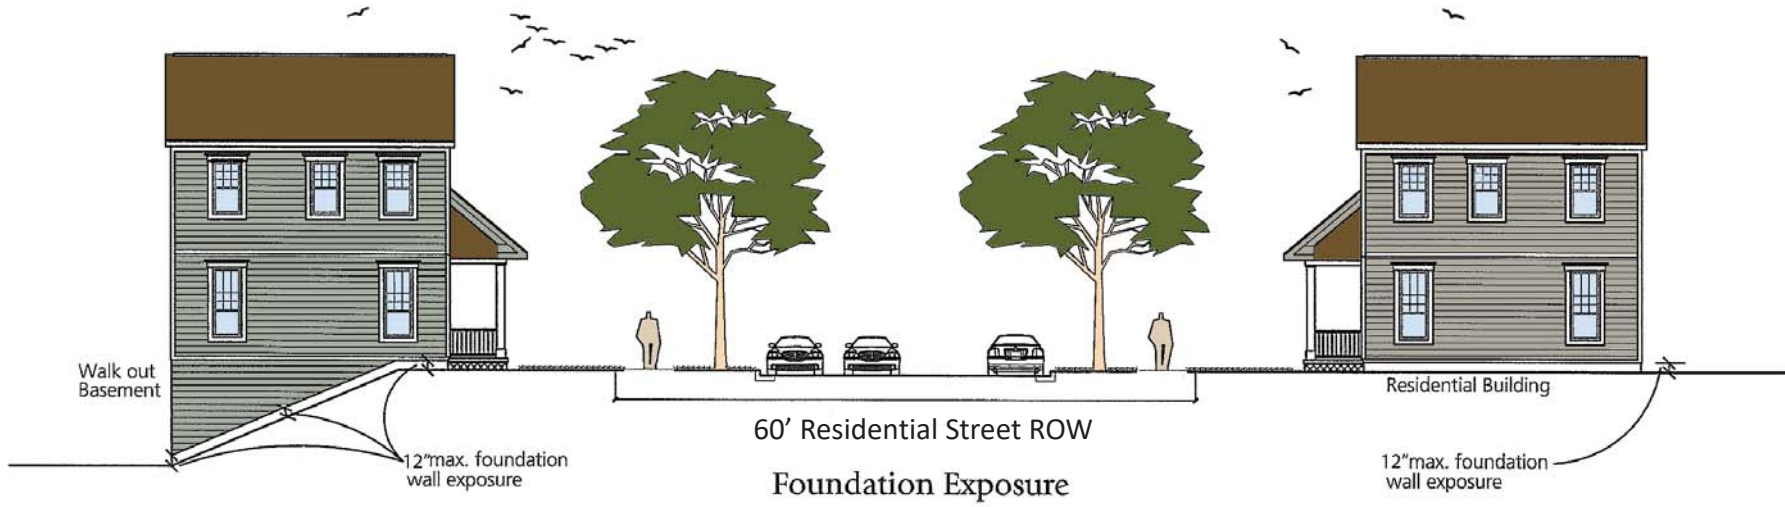 Walk out
Basement
12"max. foundation
wall exposure
60’ Residential Street ROW
Foundation Exposure
Residential Building
12"max. foundation
wall exposure